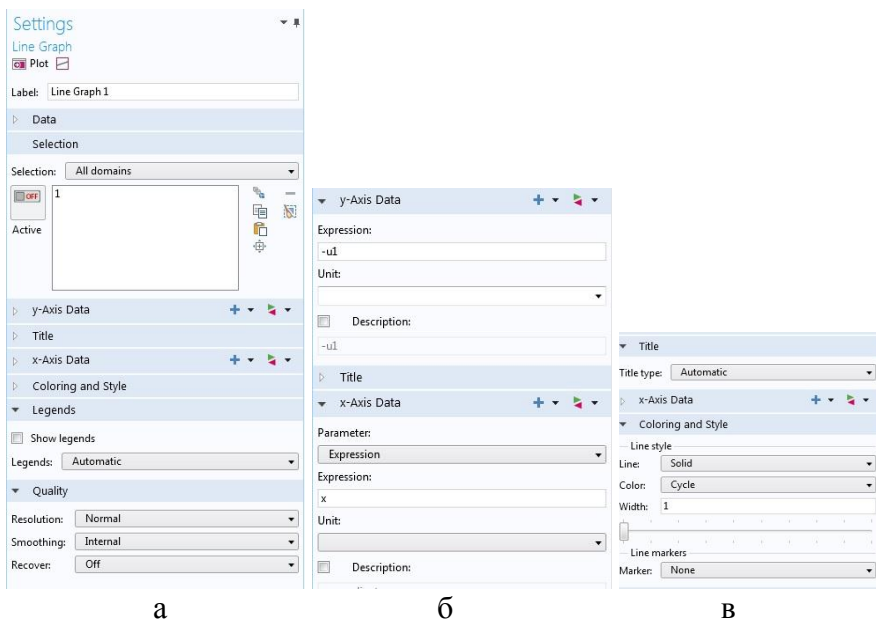 Settings
Line Graph
Plot
Label: Line Graph 1
Data
Selection
Selection: All domains
OFF
1
Active
y-Axis Data
Title
x-Axis Data
Coloring and Style
Legends
Show legends
Legends: Automatic
Quality
Resolution: Normal
Smoothing: Internal
Recover: Off
а
y-Axis Data
Expression:
-u1
Unit:
Description:
-u1
Title
x-Axis Data
Parameter:
Expression
Expression:
x
Unit:
Description:
б
Title
Title type: Automatic
x-Axis Data
Coloring and Style
Line style
Line: Solid
Color: Cycle
Width: 1
Line markers
Marker: None
в